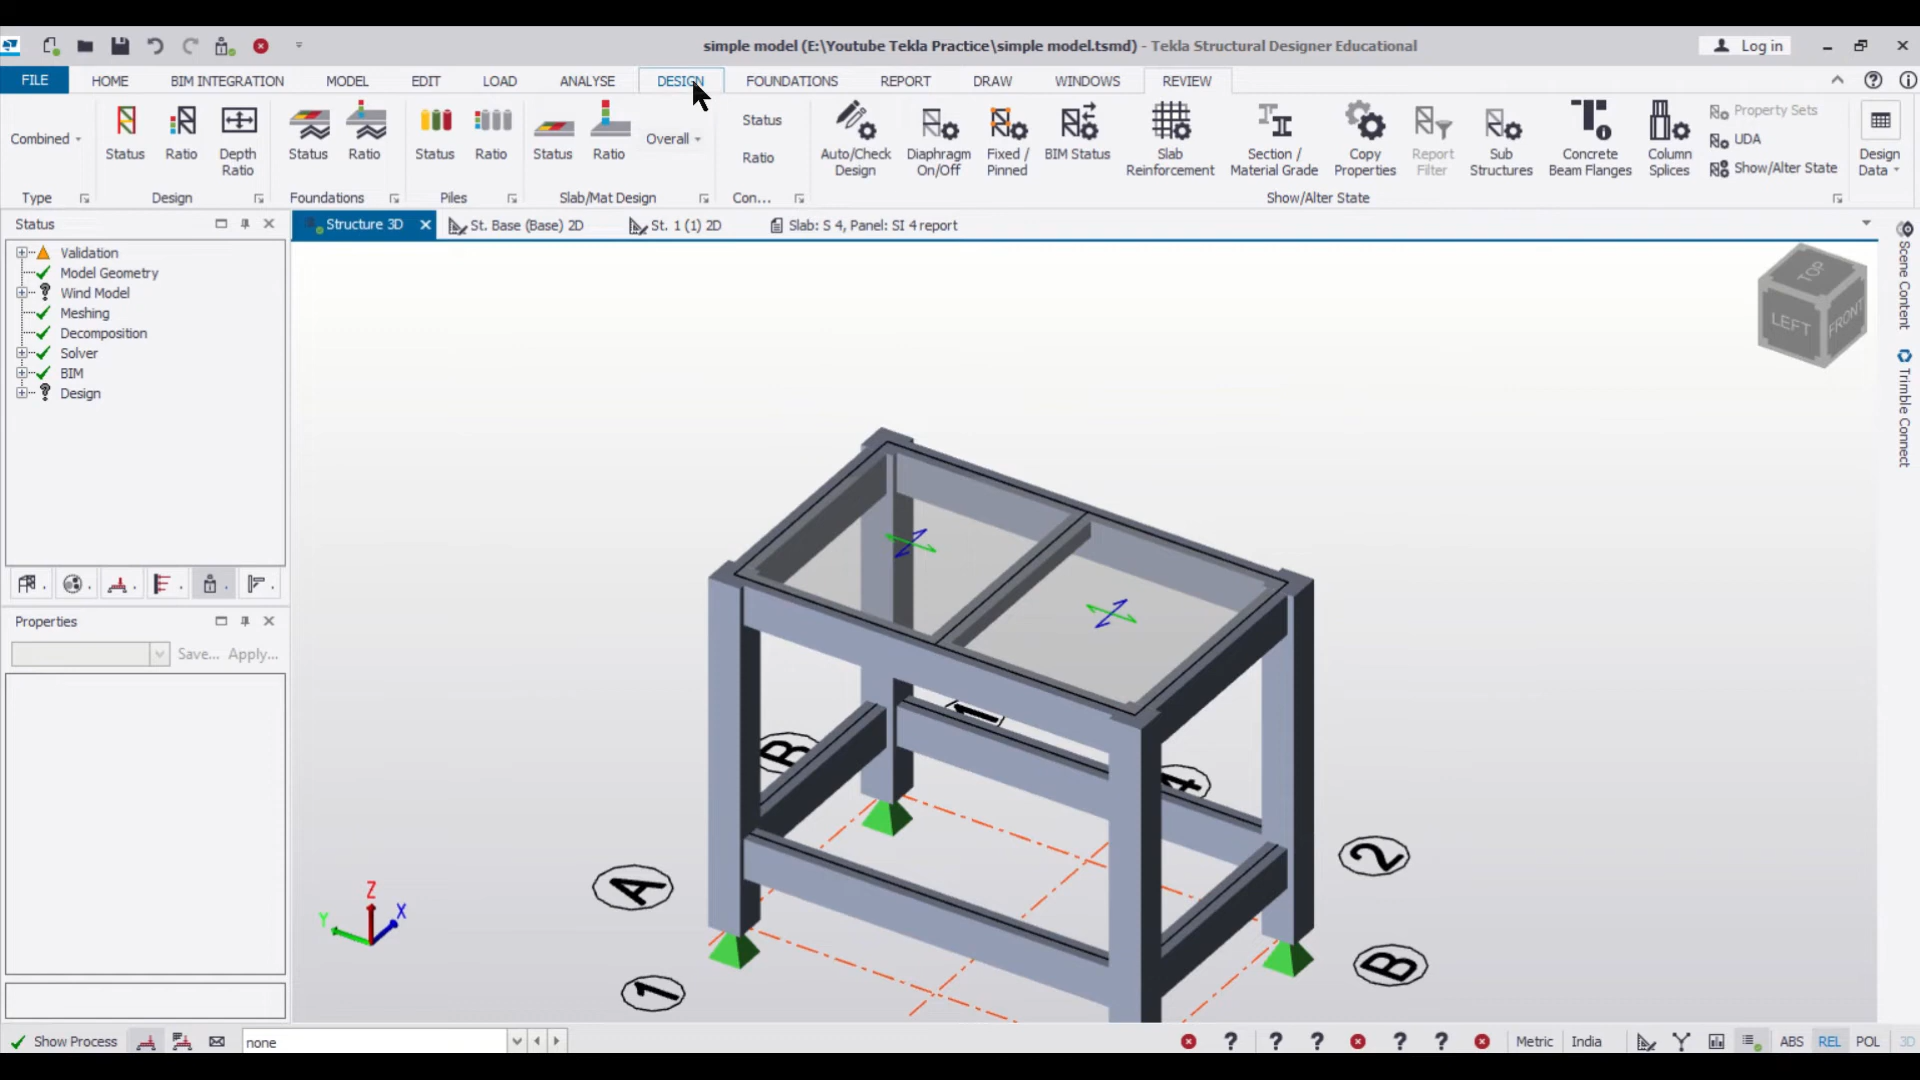 simple model (E:\Youtube Tekla Practice\simple model.tsmd) - Tekla Structural Designer Educational
Log in
FILE HOME BIM INTEGRATION MODEL EDIT LOAD ANALYSE DESIGN FOUNDATIONS REPORT DRAW WINDOWS REVIEW
Combined
Type
Status
Ratio
Depth
Ratio
Design
Status
Ratio
Foundations
Status
Ratio
Piles
Status
Ratio
Overall
Slab/Mat Design
Status
Ratio
Con...
Auto/Check
Design
Diaphragm
On/Off
Fixed /
Pinned
BIM Status
Slab
Reinforcement
Section /
Material Grade
Copy
Properties
Report
Filter
Sub
Structures
Concrete
Beam Flanges
Column
Splices
Property Sets
UDA
Show/Alter State
Show/Alter State
Design
Data
Status
Validation
Model Geometry
Wind Model
Meshing
Decomposition
Solver
BIM
Design
Properties
Save... Apply...
Structure 3D
St. Base (Base) 2D
St. 1 (1) 2D
Slab: S 4, Panel: SI 4 report
TOP
LEFT
FRONT
Scene Content
Trimble Connect
B
1
4
A
2
B
1
Z
Y
X
Show Process
none
Metric
India
ABS
REL
POL
3D